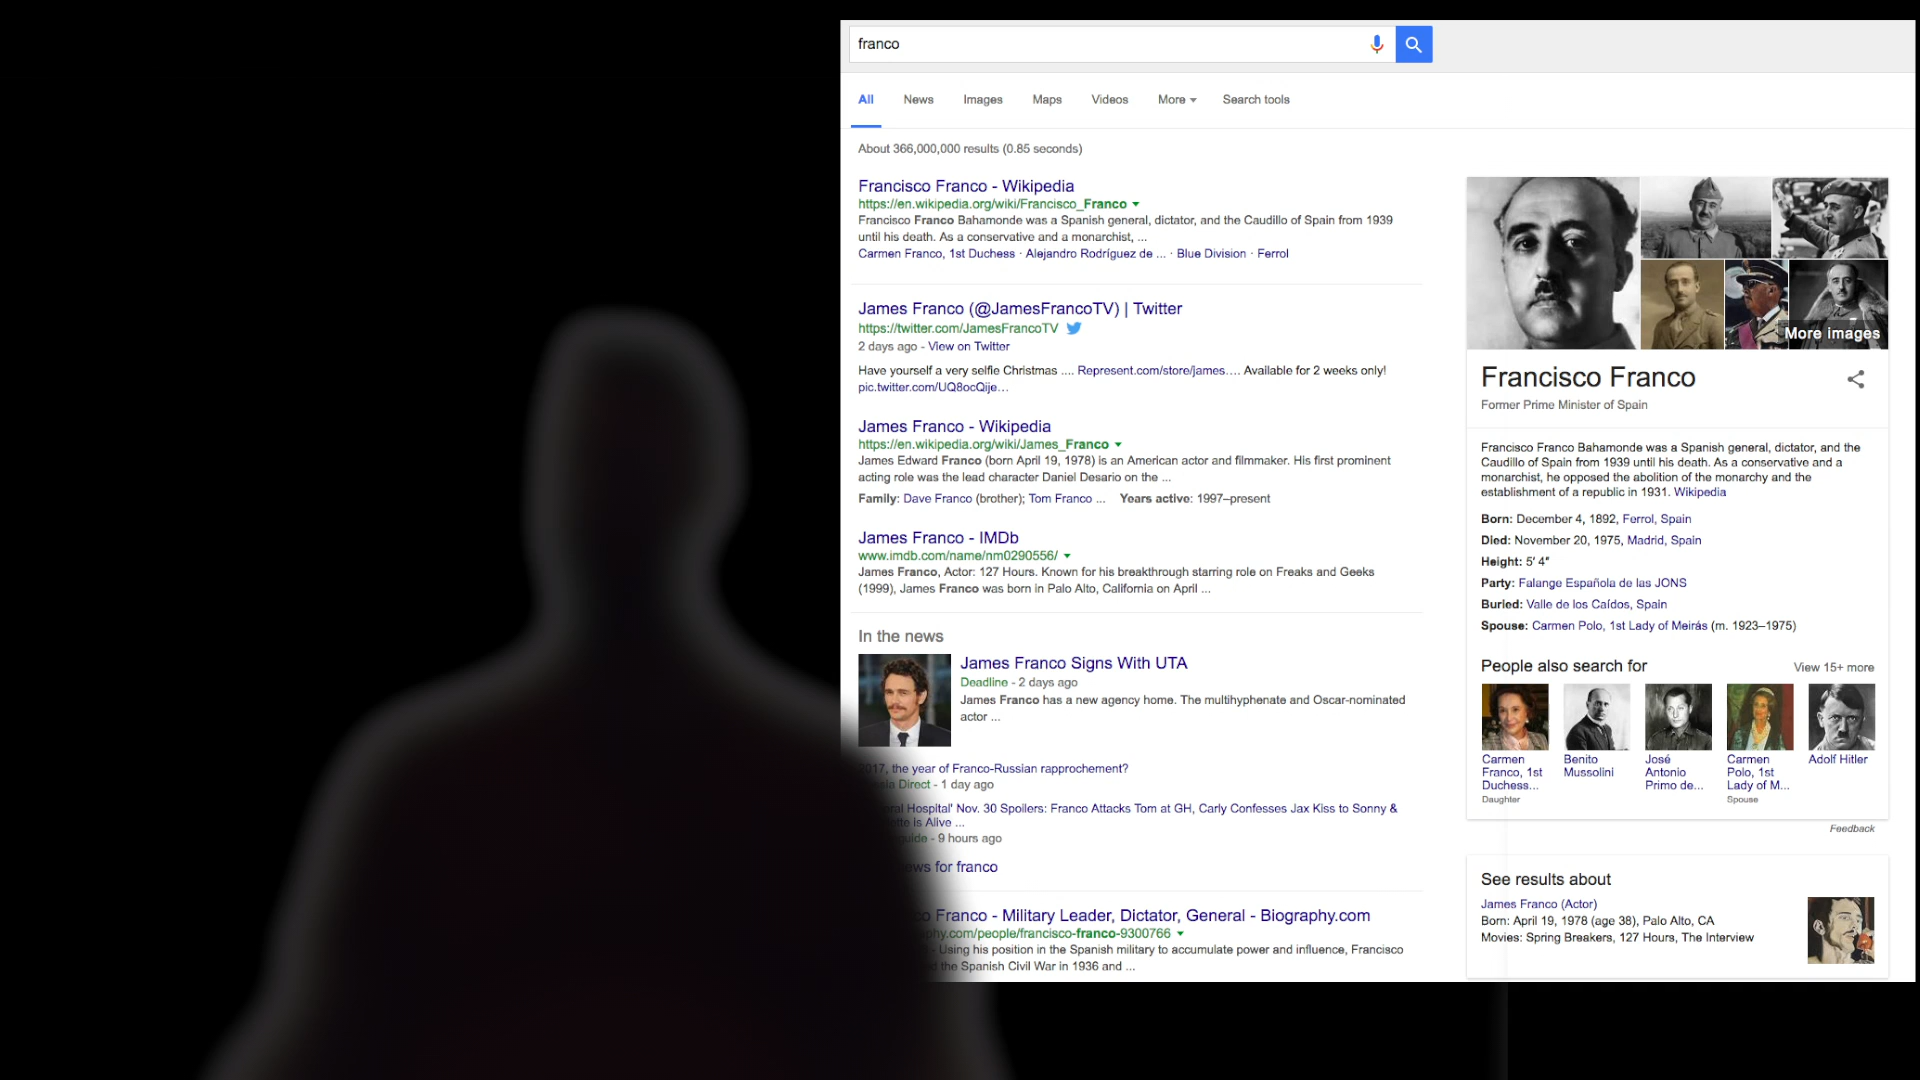 franco
All News Images Maps Videos More Search tools
About 366,000,000 results (0.85 seconds)
Francisco Franco - Wikipedia
https://en.wikipedia.org/wiki/Francisco_Franco
Francisco Franco Bahamonde was a Spanish general, dictator, and the Caudillo of Spain from 1939
until his death. As a conservative and a monarchist, ...
Carmen Franco, 1st Duchess · Alejandro Rodríguez de ... · Blue Division · Ferrol
James Franco (@JamesFrancoTV) | Twitter
https://twitter.com/JamesFrancoTV
2 days ago - View on Twitter
Have yourself a very selfie Christmas .... Represent.com/store/james.... Available for 2 weeks only!
pic.twitter.com/UQ8ocQije...
James Franco - Wikipedia
https://en.wikipedia.org/wiki/James_Franco
James Edward Franco (born April 19, 1978) is an American actor and filmmaker. His first prominent
acting role was the lead character Daniel Desario on the ...
Family: Dave Franco (brother); Tom Franco ... Years active: 1997–present
James Franco - IMDb
www.imdb.com/name/nm0290556/
James Franco, Actor: 127 Hours. Known for his breakthrough starring role on Freaks and Geeks
(1999), James Franco was born in Palo Alto, California on April ...
In the news
James Franco Signs With UTA
Deadline - 2 days ago
James Franco has a new agency home. The multihyphenate and Oscar-nominated
actor ...
2017, the year of Franco-Russian rapprochement?
Direct - 1 day ago
Hospital' Nov. 30 Spoilers: Franco Attacks Tom at GH, Carly Confesses Jax Kiss to Sonny &
Is Alive ...
- 9 hours ago
for franco
Franco - Military Leader, Dictator, General - Biography.com
/people/francisco-franco-9300766
- Using his position in the Spanish military to accumulate power and influence, Francisco
the Spanish Civil War in 1936 and ...
More images
Francisco Franco
Former Prime Minister of Spain
Francisco Franco Bahamonde was a Spanish general, dictator, and the
Caudillo of Spain from 1939 until his death. As a conservative and a
monarchist, he opposed the abolition of the monarchy and the
establishment of a republic in 1931. Wikipedia
Born: December 4, 1892, Ferrol, Spain
Died: November 20, 1975, Madrid, Spain
Height: 5′ 4″
Party: Falange Española de las JONS
Buried: Valle de los Caídos, Spain
Spouse: Carmen Polo, 1st Lady of Meirás (m. 1923–1975)
People also search for View 15+ more
Carmen Franco, 1st Duchess... Daughter
Benito Mussolini
José Antonio Primo de...
Carmen Polo, 1st Lady of M... Spouse
Adolf Hitler
Feedback
See results about
James Franco (Actor)
Born: April 19, 1978 (age 38), Palo Alto, CA
Movies: Spring Breakers, 127 Hours, The Interview